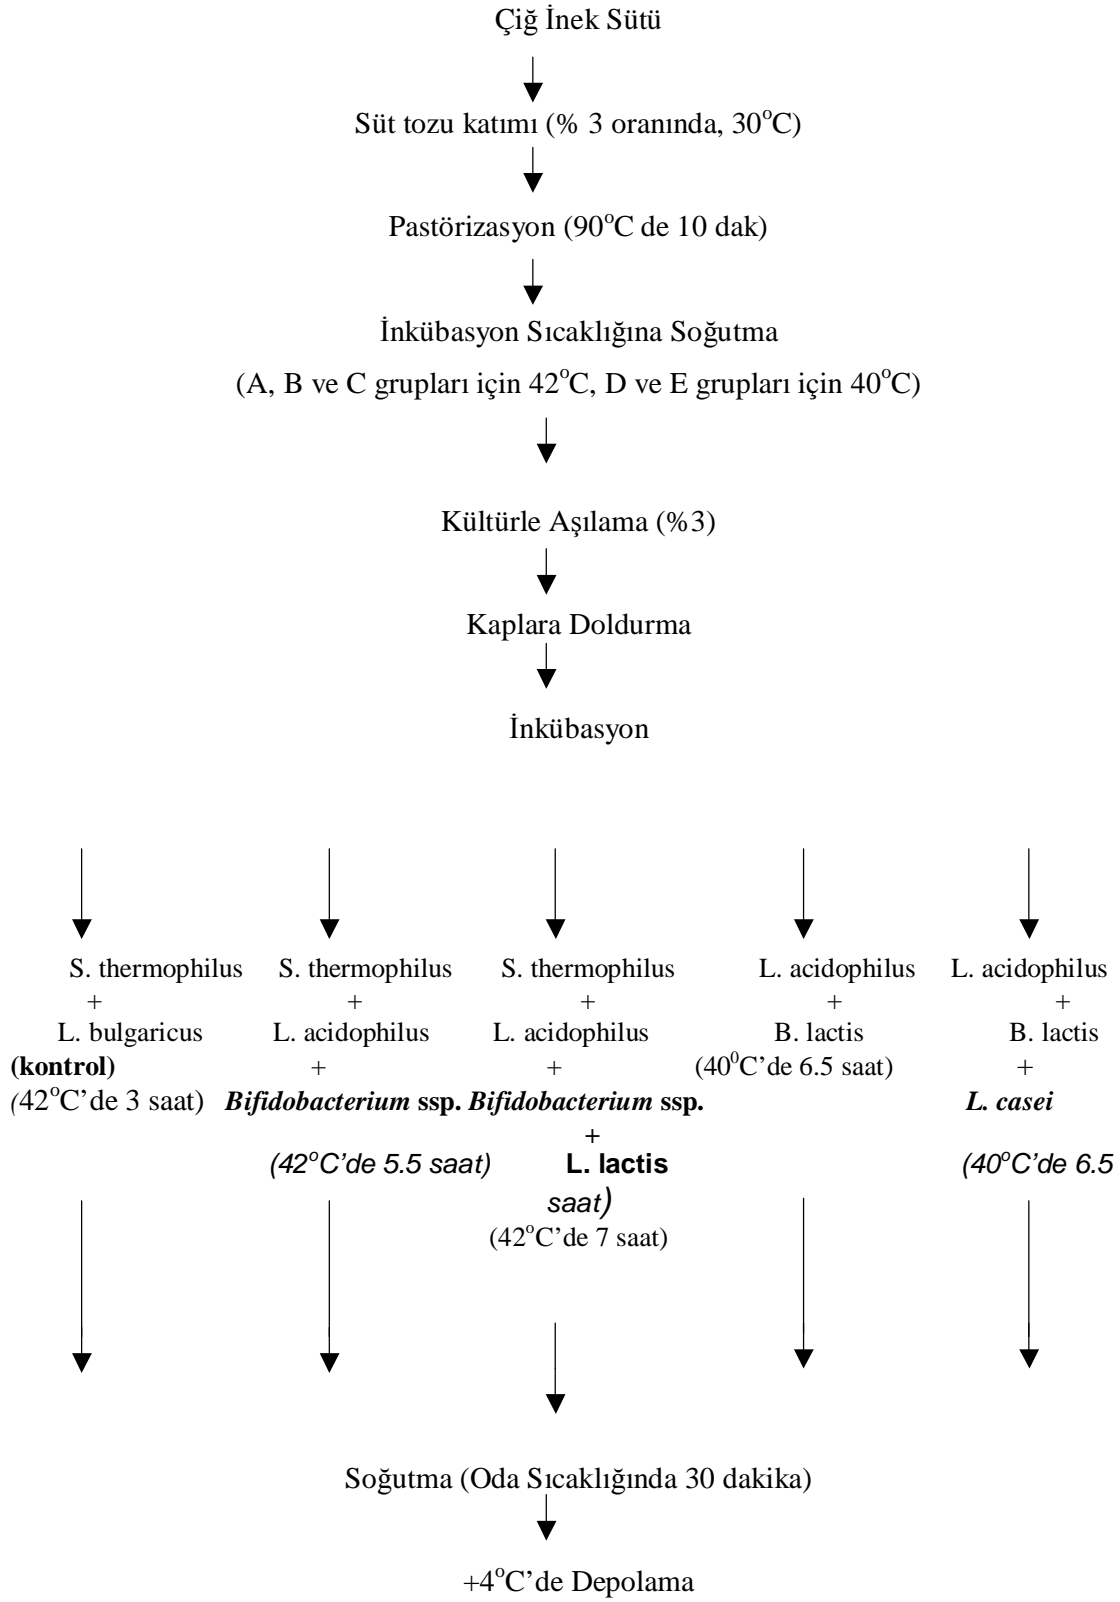 Çiğ İnek Sütü
Süt tozu katımı (% 3 oranında, 30°C)
Pastörizasyon (90°C de 10 dak)
İnkübasyon Sıcaklığına Soğutma
(A, B ve C grupları için 42°C, D ve E grupları için 40°C)
Kültürle Aşılama (%3)
Kaplara Doldurma
İnkübasyon
S. thermophilus S. thermophilus S. thermophilus L. acidophilus L. acidophilus
+ + + + +
L. bulgaricus L. acidophilus L. acidophilus B. lactis B. lactis
(kontrol) + + (40⁰C’de 6.5 saat) +
(42°C’de 3 saat) Bifidobacterium ssp. Bifidobacterium ssp. L. casei
+
(42°C’de 5.5 saat) L. lactis (40°C’de 6.5
saat)
(42°C’de 7 saat)
Soğutma (Oda Sıcaklığında 30 dakika)
+4°C’de Depolama